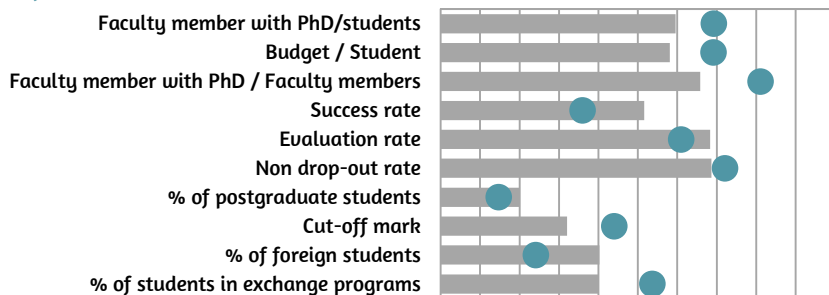 Faculty member with PhD/students
Budget / Student
Faculty member with PhD / Faculty members
Success rate
Evaluation rate
Non drop-out rate
% of postgraduate students
Cut-off mark
% of foreign students
% of students in exchange programs